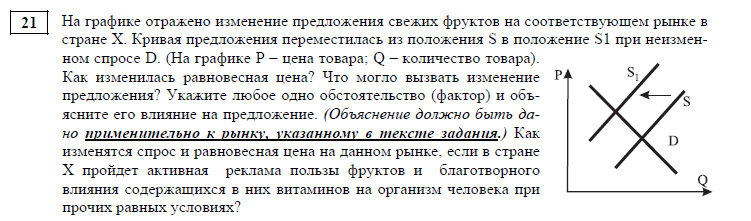 21
На графике отражено изменение предложения свежих фруктов на соответствующем рынке в
стране X. Кривая предложения переместилась из положения S в положение S1 при неизмен-
ном спросе D. (На графике P – цена товара; Q – количество товара).
Как изменилась равновесная цена? Что могло вызвать изменение
предложения? Укажите любое одно обстоятельство (фактор) и объ-
ясните его влияние на предложение. (Объяснение должно быть да-
но применительно к рынку, указанному в тексте задания.) Как
изменятся спрос и равновесная цена на данном рынке, если в стране
X пройдет активная реклама пользы фруктов и благотворного
влияния содержащихся в них витаминов на организм человека при
прочих равных условиях?
P
S1
S
D
Q